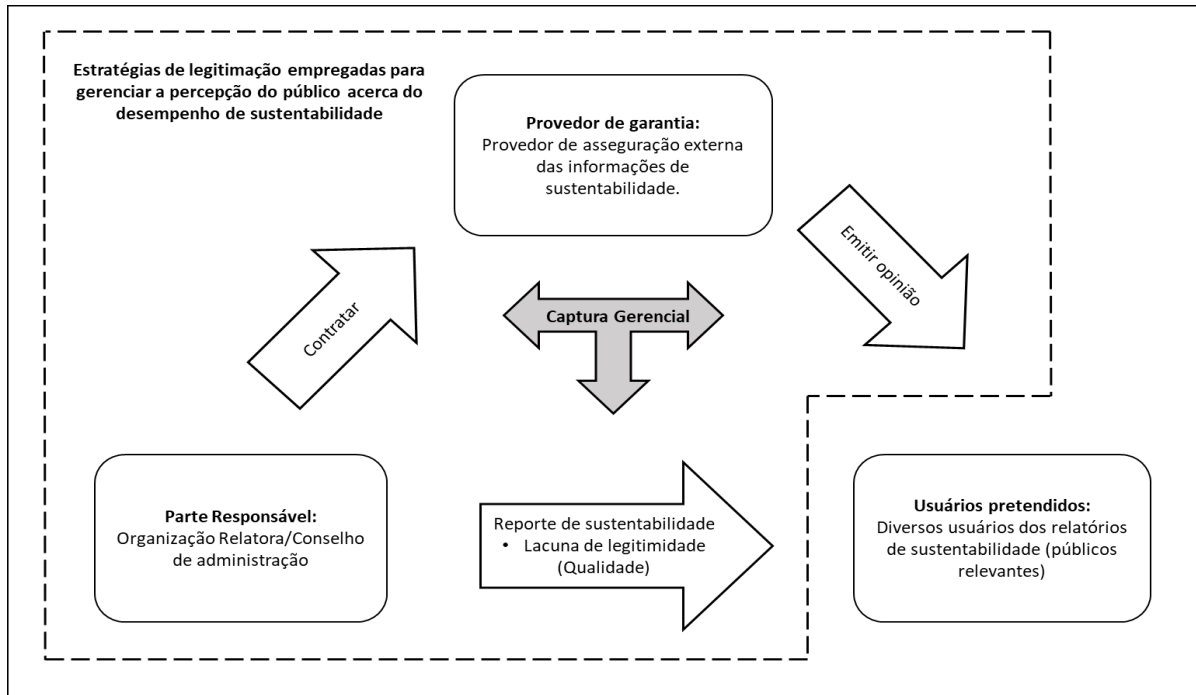 Estratégias de legitimação empregadas para
gerenciar a percepção do público acerca do
desempenho de sustentabilidade
Provedor de garantia:
Provedor de asseguração externa
das informações de
sustentabilidade.
Contratar
Emitir opinião
Captura Gerencial
Parte Responsável:
Organização Relatora/Conselho
de administração
Reporte de sustentabilidade
• Lacuna de legitimidade
(Qualidade)
Usuários pretendidos:
Diversos usuários dos relatórios
de sustentabilidade (públicos
relevantes)